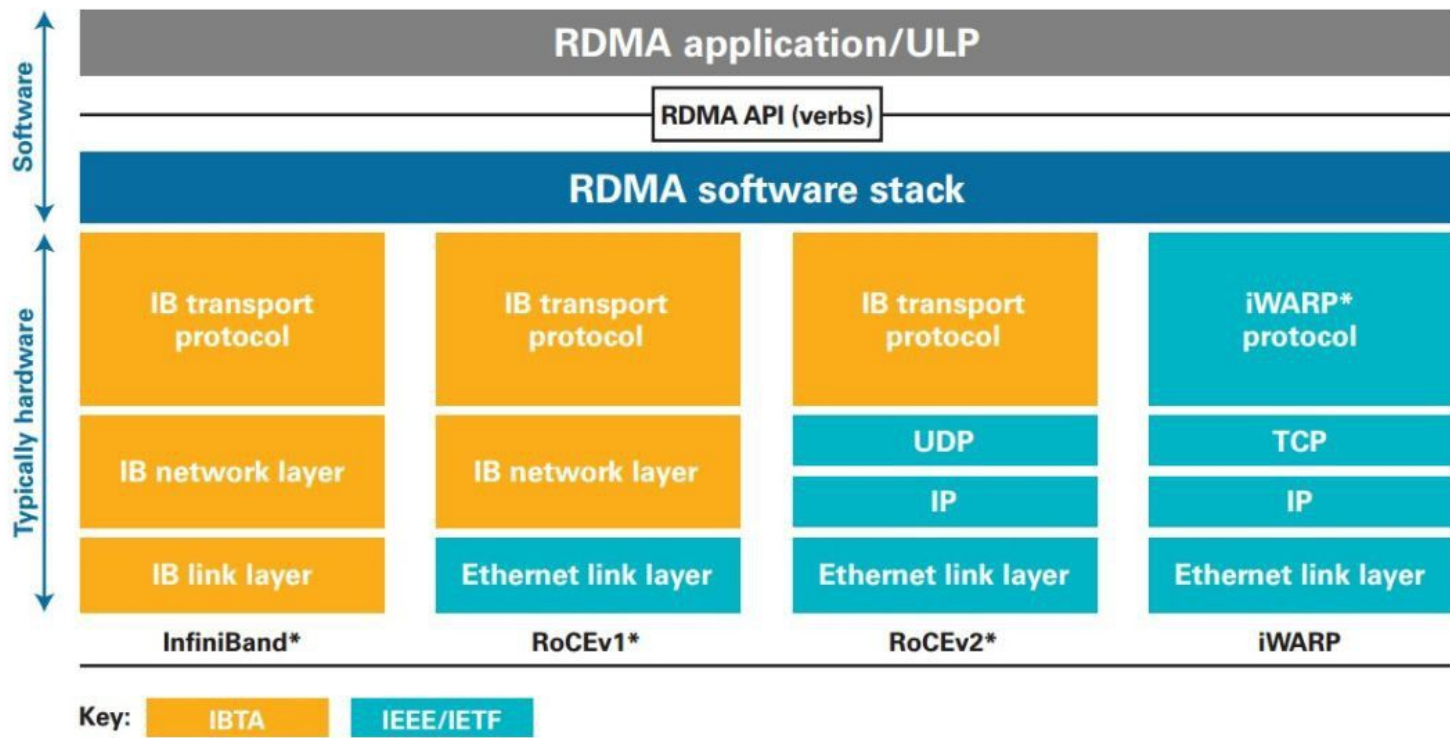 RDMA application/ULP
RDMA API (verbs)
RDMA software stack
Software
Typically hardware
IB transport
protocol
IB network layer
IB link layer
InfiniBand*
IB transport
protocol
IB network layer
Ethernet link layer
RoCEv1*
IB transport
protocol
UDP
IP
Ethernet link layer
RoCEv2*
iWARP*
protocol
TCP
IP
Ethernet link layer
iWARP
Key:
IBTA
IEEE/IETF